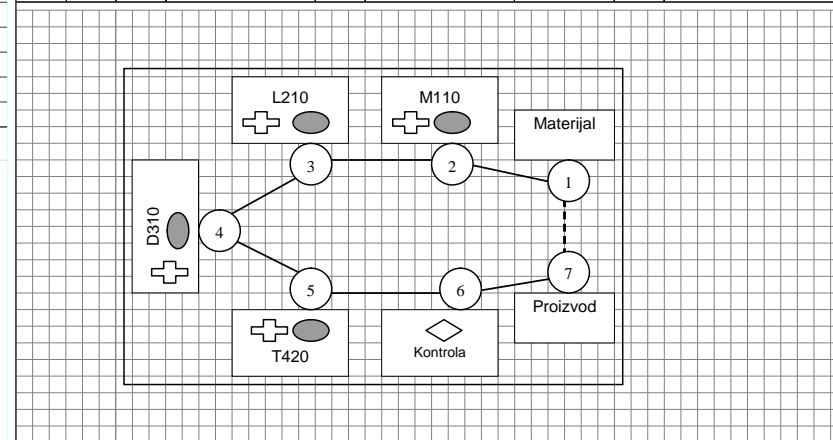 L210
M110
Materijal
3
2
1
D310
4
7
5
6
Proizvod
T420
Kontrola